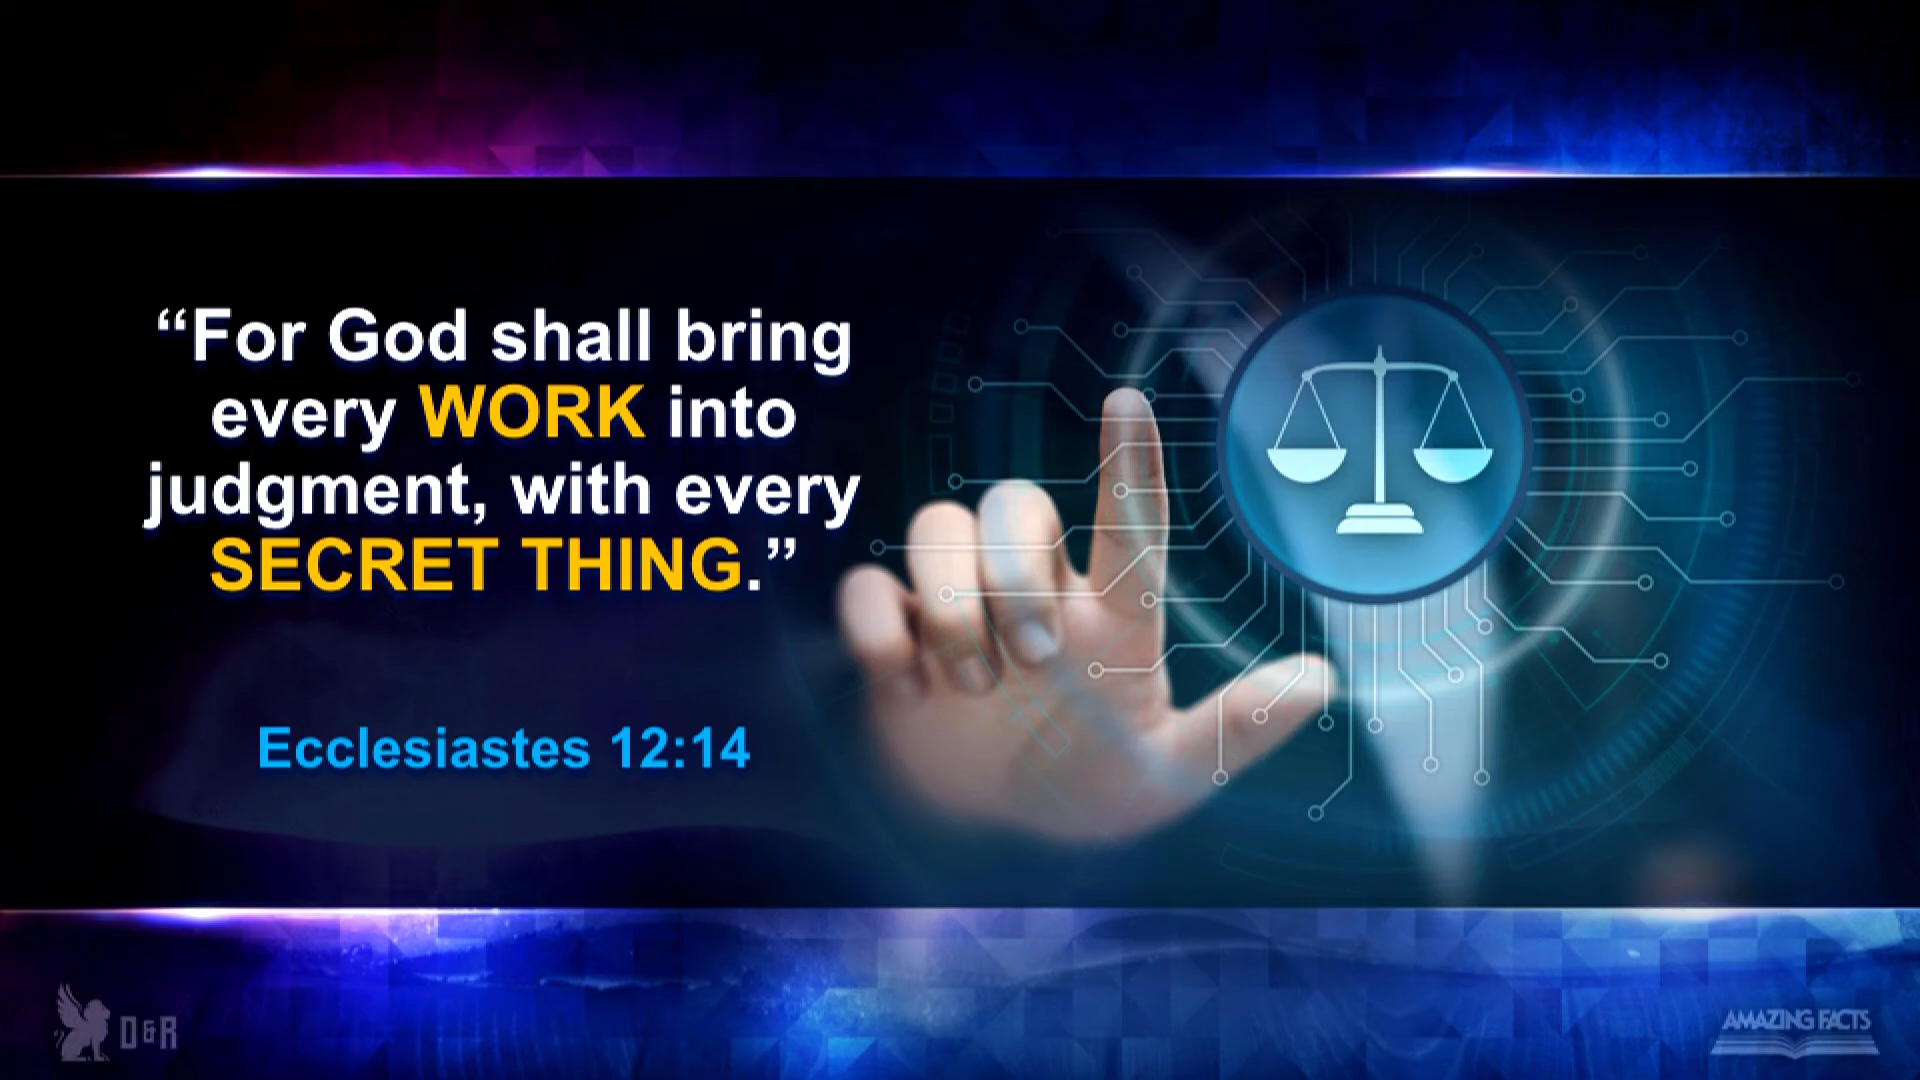 “For God shall bring
every WORK into
judgment, with every
SECRET THING.”
Ecclesiastes 12:14
D&R
AMAZING FACTS